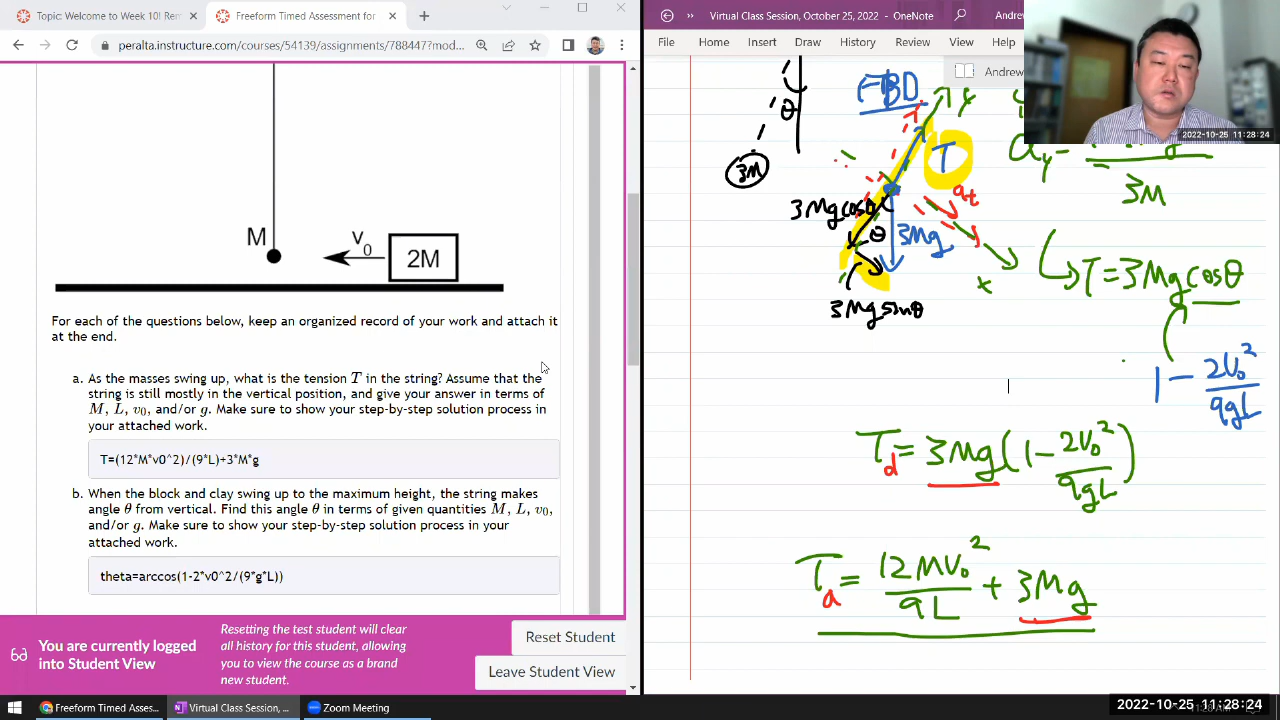 Topic: Welcome to Week 10! Rem
Freeform Timed Assessment for
peralta.instructure.com/courses/54139/assignments/788447?mod...
M
v0
2M
For each of the questions below, keep an organized record of your work and attach it
at the end.
a. As the masses swing up, what is the tension T in the string? Assume that the
string is still mostly in the vertical position, and give your answer in terms of
M, L, v0, and/or g. Make sure to show your step-by-step solution process in
your attached work.
T=(12*M*v0^2)/(9*L)+3*M*g
b. When the block and clay swing up to the maximum height, the string makes
angle θ from vertical. Find this angle θ in terms of given quantities M, L, v0,
and/or g. Make sure to show your step-by-step solution process in your
attached work.
theta=arccos(1-2*v0^2/(9*g*L))
You are currently logged
into Student View
Resetting the test student will clear
all history for this student, allowing
you to view the course as a brand
new student.
Reset Student
Leave Student View
Virtual Class Session, October 25, 2022 – OneNote
Andre
File Home Insert Draw History Review View Help
Andrew
2022-10-25 11:28:24
FBD
y
θ
3M
T
at
3Mgcosθ
θ
3Mg
x
3Mgsinθ
ay =
3M
T = 3Mgcosθ
1 - 2v0²/9gL
Td = 3Mg(1 - 2v0²/9gL)
Ta = 12Mv0²/9L + 3Mg
Freeform Timed Asses...
Virtual Class Session, ...
Zoom Meeting
2022-10-25 11:28:24